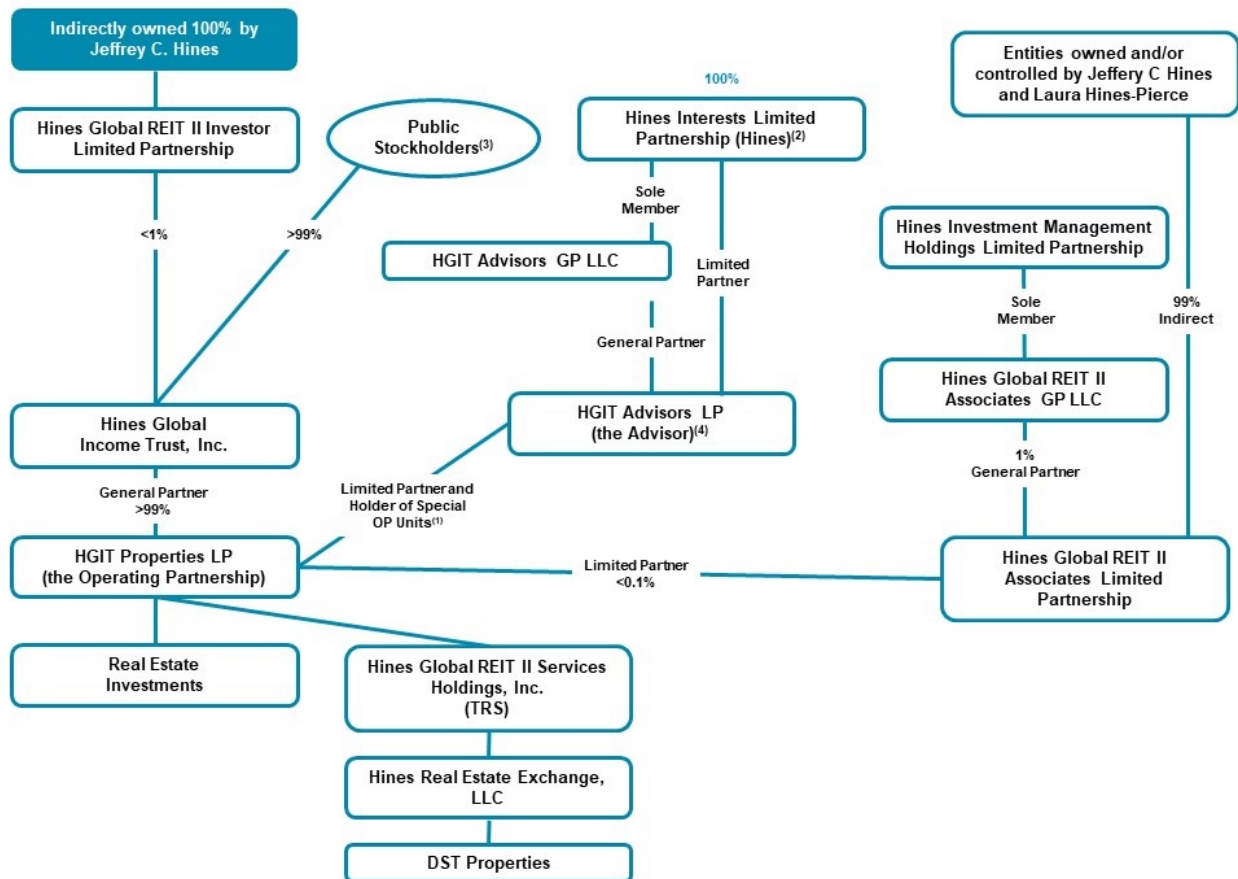 Indirectly owned 100% by
Jeffrey C. Hines
Hines Global REIT II Investor
Limited Partnership
Public
Stockholders(3)
100%
Hines Interests Limited
Partnership (Hines)(2)
Entities owned and/or
controlled by Jeffery C Hines
and Laura Hines-Pierce
<1%
>99%
Sole
Member
HGIT Advisors GP LLC
Limited
Partner
General Partner
Hines Investment Management
Holdings Limited Partnership
Sole
Member
99%
Indirect
Hines Global REIT II
Associates GP LLC
1%
General Partner
Hines Global
Income Trust, Inc.
HGIT Advisors LP
(the Advisor)(4)
General Partner
>99%
Limited Partner and
Holder of Special
OP Units(1)
HGIT Properties LP
(the Operating Partnership)
Limited Partner
<0.1%
Hines Global REIT II
Associates Limited
Partnership
Real Estate
Investments
Hines Global REIT II Services
Holdings, Inc.
(TRS)
Hines Real Estate Exchange,
LLC
DST Properties